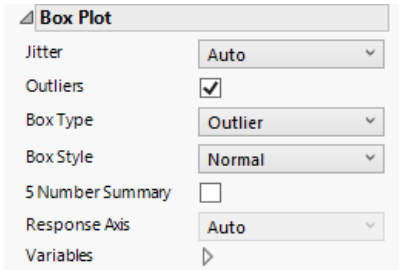 Box Plot
Jitter Auto
Outliers
Box Type Outlier
Box Style Normal
5 Number Summary
Response Axis Auto
Variables